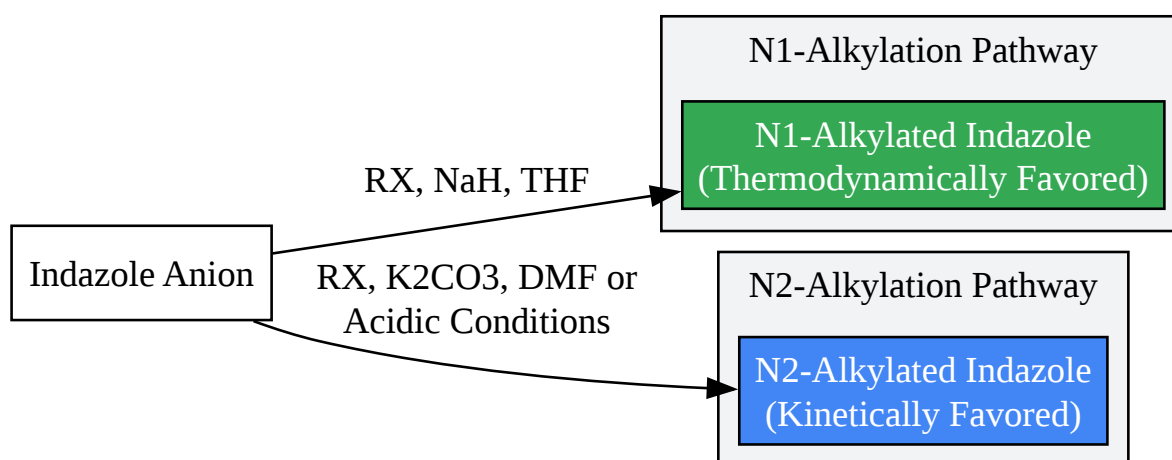 N1-Alkylation Pathway
N1-Alkylated Indazole
(Thermodynamically Favored)
RX, NaH, THF
Indazole Anion
RX, K2CO3, DMF or
Acidic Conditions
N2-Alkylation Pathway
N2-Alkylated Indazole
(Kinetically Favored)